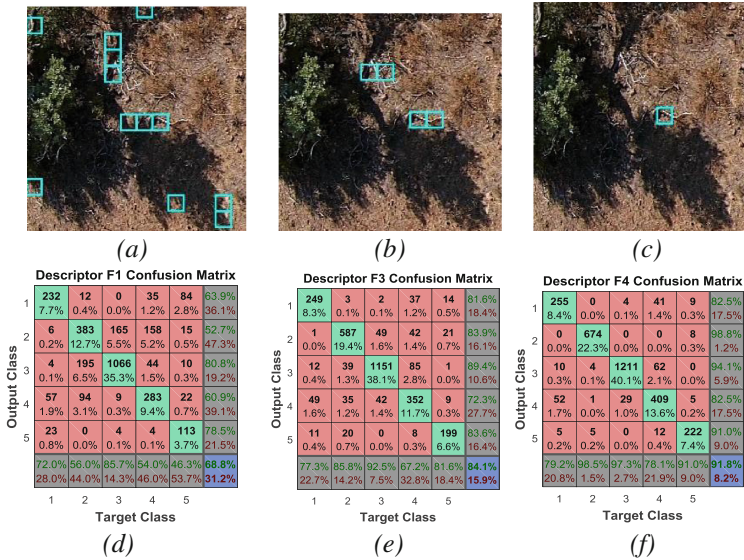 (a) (b) (c)
Descriptor F1 Confusion Matrix
Output Class
1 232 12 0 35 84 63.9%
7.7% 0.4% 0.0% 1.2% 2.8% 36.1%
2 6 383 165 158 15 52.7%
0.2% 12.7% 5.5% 5.2% 0.5% 47.3%
3 4 195 1066 44 10 80.8%
0.1% 6.5% 35.3% 1.5% 0.3% 19.2%
4 57 94 9 283 22 60.9%
1.9% 3.1% 0.3% 9.4% 0.7% 39.1%
5 23 0 4 4 113 78.5%
0.8% 0.0% 0.1% 0.1% 3.7% 21.5%
72.0% 56.0% 85.7% 54.0% 46.3% 68.8%
28.0% 44.0% 14.3% 46.0% 53.7% 31.2%
1 2 3 4 5
Target Class
(d)
Descriptor F3 Confusion Matrix
Output Class
1 249 3 2 37 14 81.6%
8.3% 0.1% 0.1% 1.2% 0.5% 18.4%
2 1 587 49 42 21 83.9%
0.0% 19.4% 1.6% 1.4% 0.7% 16.1%
3 12 39 1151 85 1 89.4%
0.4% 1.3% 38.1% 2.8% 0.0% 10.6%
4 49 35 42 352 9 72.3%
1.6% 1.2% 1.4% 11.7% 0.3% 27.7%
5 11 20 0 8 199 83.6%
0.4% 0.7% 0.0% 0.3% 6.6% 16.4%
77.3% 85.8% 92.5% 67.2% 81.6% 84.1%
22.7% 14.2% 7.5% 32.8% 18.4% 15.9%
1 2 3 4 5
Target Class
(e)
Descriptor F4 Confusion Matrix
Output Class
1 255 0 4 41 9 82.5%
8.4% 0.0% 0.1% 1.4% 0.3% 17.5%
2 0 674 0 0 8 98.8%
0.0% 22.3% 0.0% 0.0% 0.3% 1.2%
3 10 4 1211 62 0 94.1%
0.3% 0.1% 40.1% 2.1% 0.0% 5.9%
4 52 1 29 409 5 82.5%
1.7% 0.0% 1.0% 13.6% 0.2% 17.5%
5 5 5 0 12 222 91.0%
0.2% 0.2% 0.0% 0.4% 7.4% 9.0%
79.2% 98.5% 97.3% 78.1% 91.0% 91.8%
20.8% 1.5% 2.7% 21.9% 9.0% 8.2%
1 2 3 4 5
Target Class
(f)